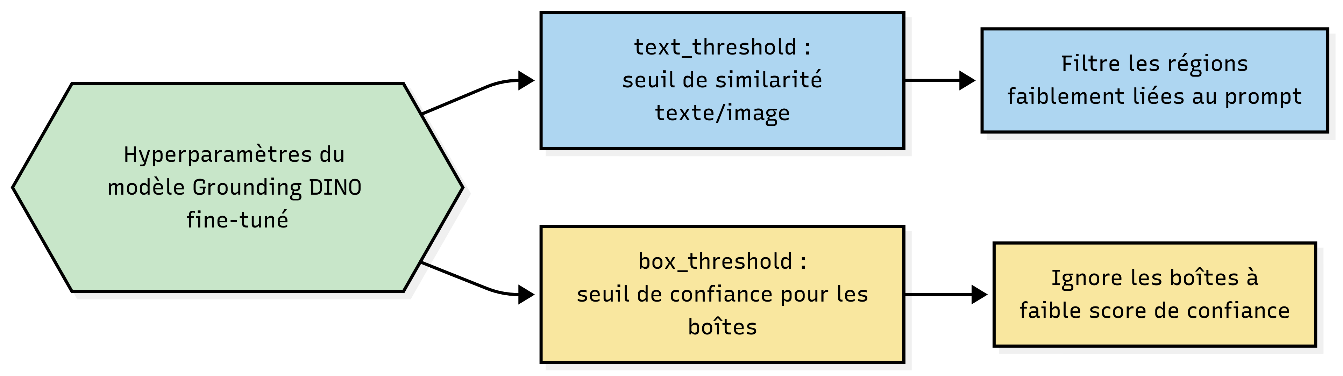 Hyperparamètres du
modèle Grounding DINO
fine-tuné
text_threshold :
seuil de similarité
texte/image
Filtre les régions
faiblement liées au prompt
box_threshold :
seuil de confiance pour les
boîtes
Ignore les boîtes à
faible score de confiance